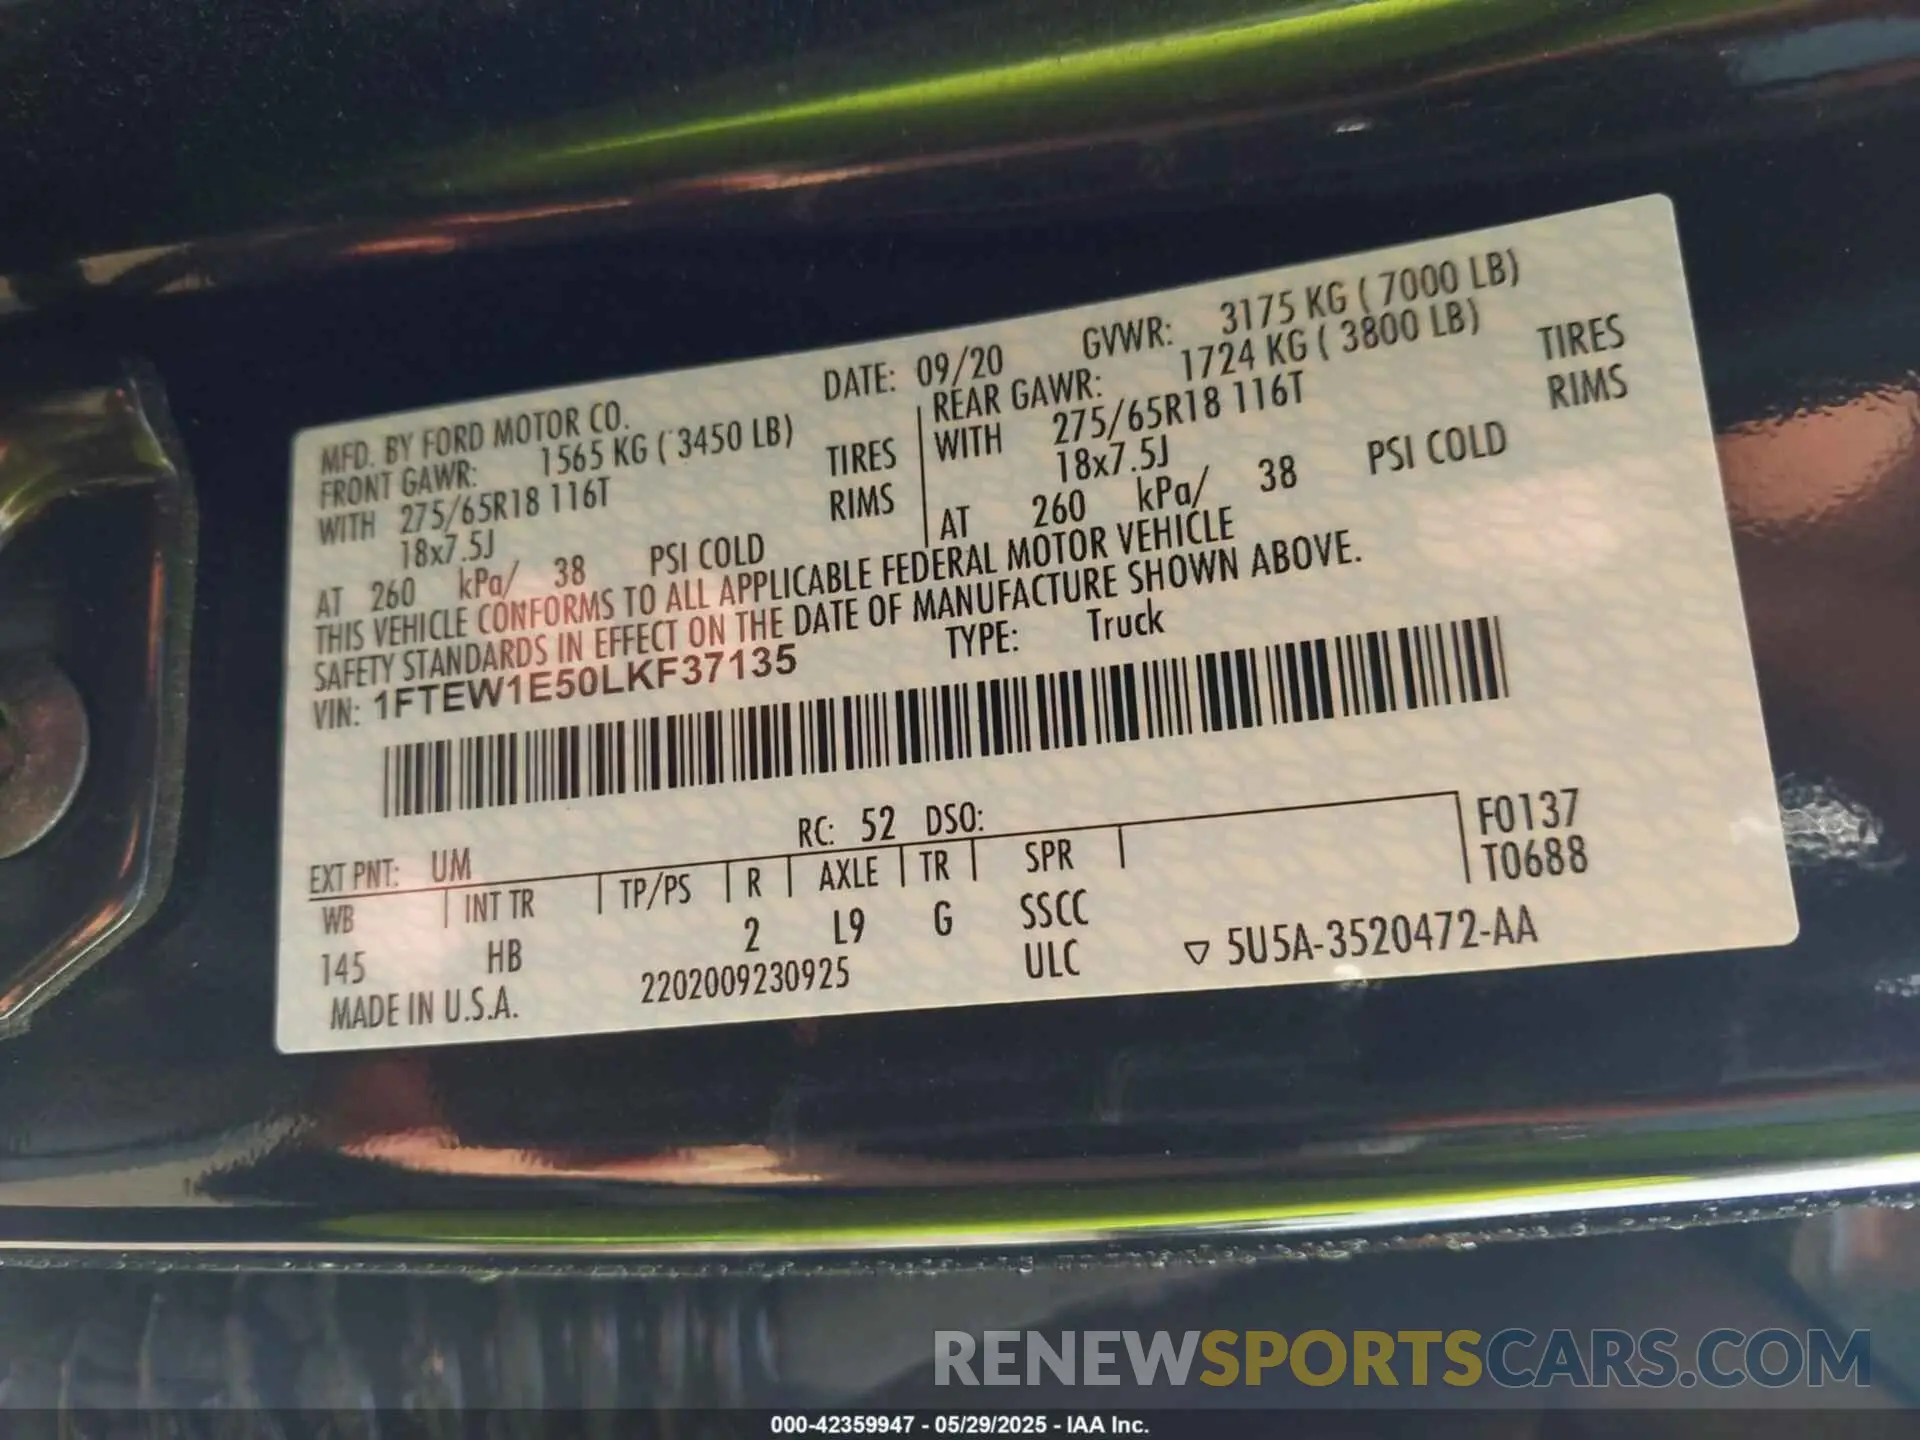 MFD. BY FORD MOTOR CO. DATE: 09/20 GVWR: 3175 KG ( 7000 LB)
FRONT GAWR: 1565 KG ( 3450 LB) REAR GAWR: 1724 KG ( 3800 LB)
WITH 275/65R18 116T TIRES WITH 275/65R18 116T TIRES
18x7.5J RIMS 18x7.5J RIMS
AT 260 kPa/ 38 PSI COLD AT 260 kPa/ 38 PSI COLD
THIS VEHICLE CONFORMS TO ALL APPLICABLE FEDERAL MOTOR VEHICLE
SAFETY STANDARDS IN EFFECT ON THE DATE OF MANUFACTURE SHOWN ABOVE.
VIN: 1FTEW1E50LKF37135 TYPE: Truck
EXT PNT: UM RC: 52 DSO: F0137
WB INT TR TP/PS R AXLE TR SPR T0688
145 HB 2 L9 G SSCC
MADE IN U.S.A. 2202009230925 ULC ▽ 5U5A-3520472-AA
RENEWSPORTSCARS.COM
000-42359947 - 05/29/2025 - IAA Inc.